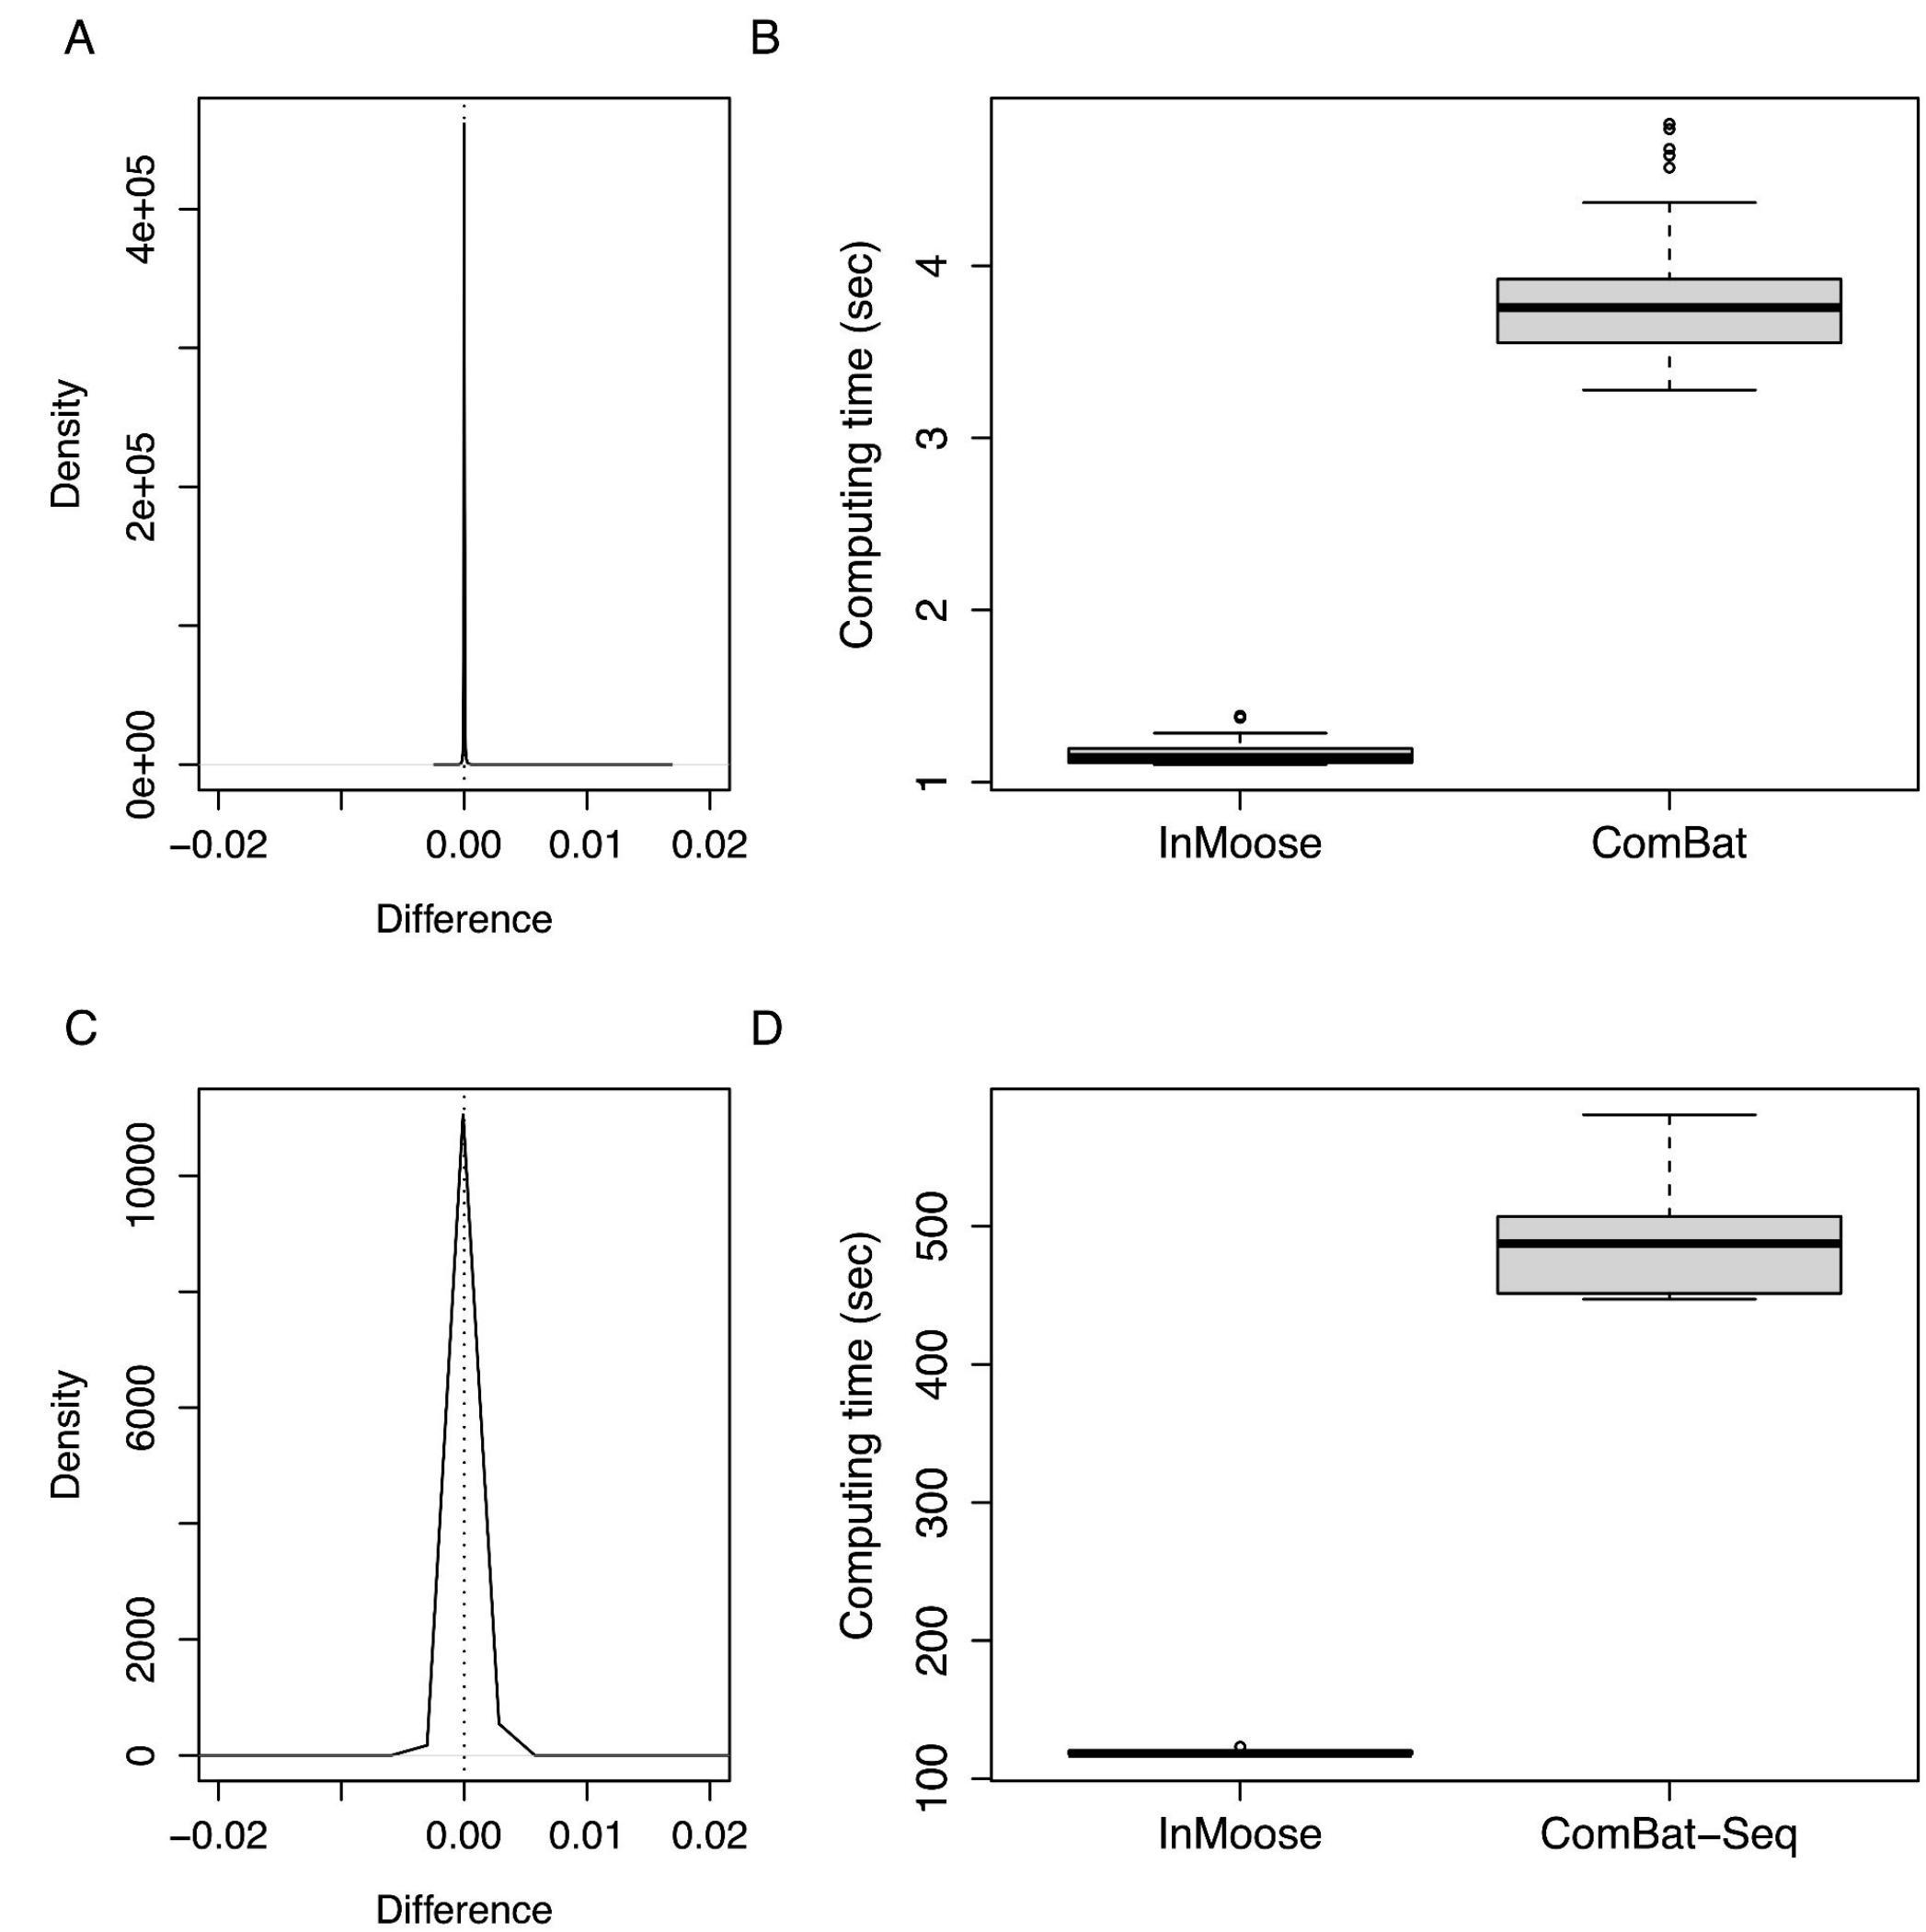 A
Density
0e+00
2e+05
4e+05
−0.02
0.00
0.01
0.02
Difference
B
Computing time (sec)
1
2
3
4
InMoose
ComBat
C
Density
0
2000
6000
10000
−0.02
0.00
0.01
0.02
Difference
D
Computing time (sec)
100
200
300
400
500
InMoose
ComBat−Seq